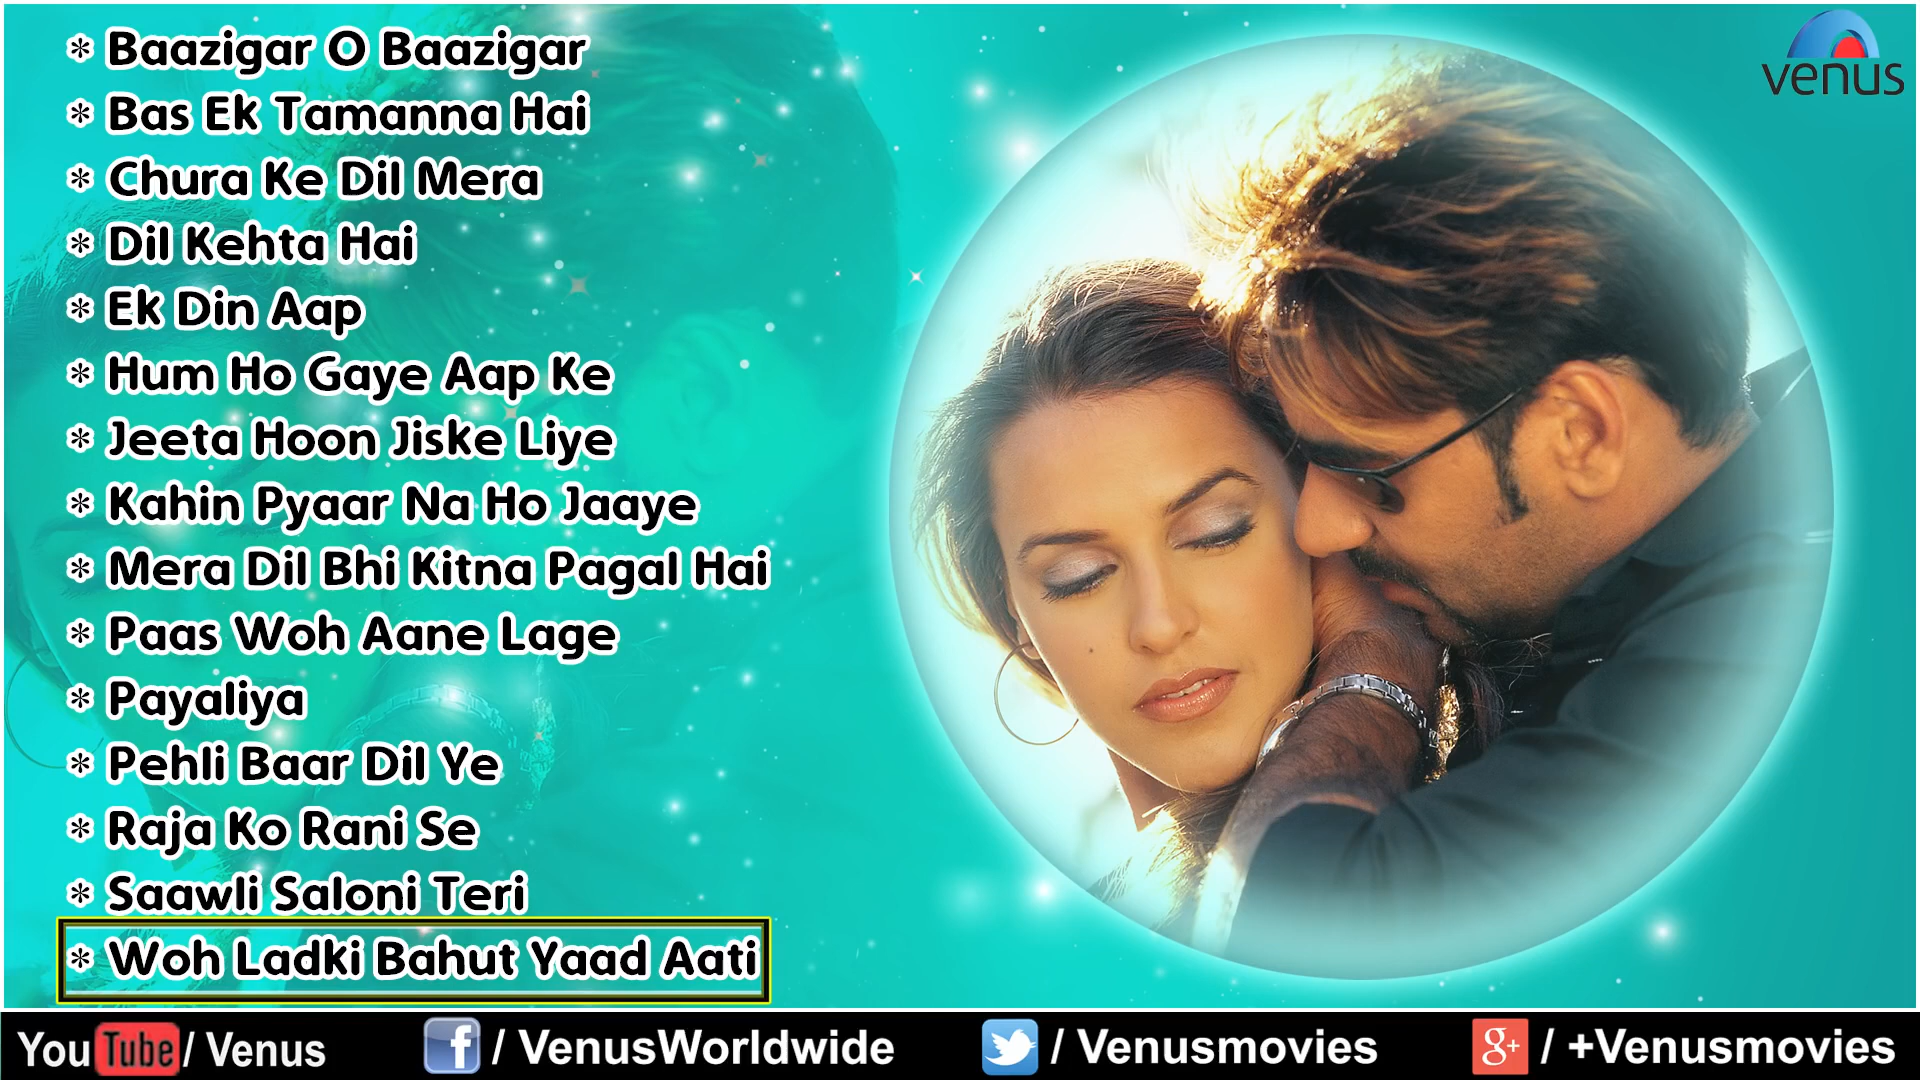 * Baazigar O Baazigar
* Bas Ek Tamanna Hai
* Chura Ke Dil Mera
* Dil Kehta Hai
* Ek Din Aap
* Hum Ho Gaye Aap Ke
* Jeeta Hoon Jiske Liye
* Kahin Pyaar Na Ho Jaaye
* Mera Dil Bhi Kitna Pagal Hai
* Paas Woh Aane Lage
* Payaliya
* Pehli Baar Dil Ye
* Raja Ko Rani Se
* Saawli Saloni Teri
* Woh Ladki Bahut Yaad Aati
venus
You Tube / Venus f / VenusWorldwide / Venusmovies g+ / +Venusmovies